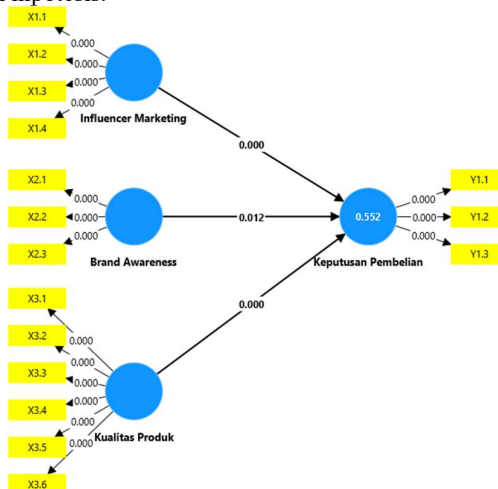 X1.1
0.000
X1.2
0.000
X1.3
0.000
X1.4
0.000
Influencer Marketing
0.000
X2.1
0.000
X2.2
0.000
X2.3
0.000
Brand Awareness
0.012
X3.1
0.000
X3.2
0.000
X3.3
0.000
X3.4
0.000
X3.5
0.000
X3.6
0.000
Kualitas Produk
0.000
0.552
Keputusan Pembelian
Y1.1
0.000
Y1.2
0.000
Y1.3
0.000